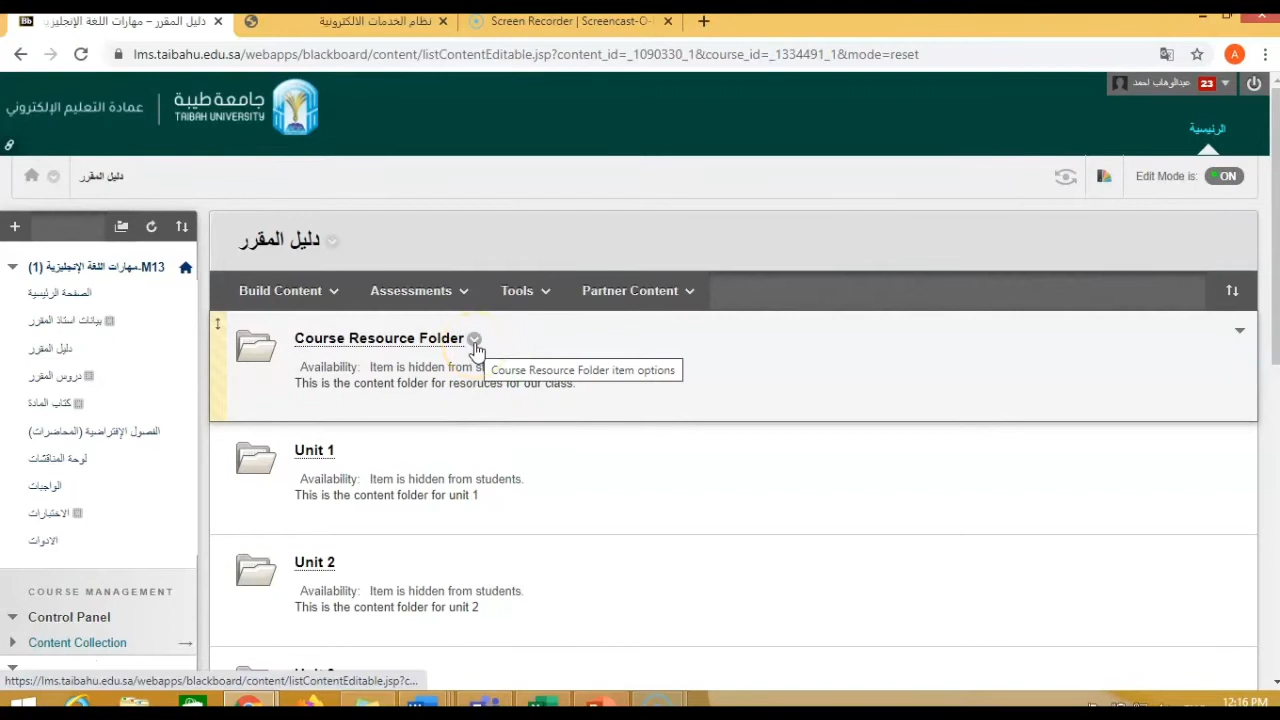 دليل المقرر – مهارات اللغة الإنجليزي
نظام الخدمات الالكترونية
Screen Recorder | Screencast-O-
lms.taibahu.edu.sa/webapps/blackboard/content/listContentEditable.jsp?content_id=_1090330_1&course_id=_1334491_1&mode=reset
A
عمادة التعليم الإلكتروني
جامعة طيبة
TAIBAH UNIVERSITY
عبدالوهاب احمد
23
الرئيسية
دليل المقرر
Edit Mode is: ON
M13-مهارات اللغة الإنجليزية (1)
الصفحة الرئيسية
بيانات استاذ المقرر
دليل المقرر
دروس المقرر
كتاب المادة
الفصول الإفتراضية (المحاضرات)
لوحة المناقشات
الواجبات
الاختبارات
الادوات
COURSE MANAGEMENT
Control Panel
Content Collection
دليل المقرر
Build Content
Assessments
Tools
Partner Content
Course Resource Folder
Availability: Item is hidden from st
Course Resource Folder item options
This is the content folder for resoruces for our class.
Unit 1
Availability: Item is hidden from students.
This is the content folder for unit 1
Unit 2
Availability: Item is hidden from students.
This is the content folder for unit 2
https://lms.taibahu.edu.sa/webapps/blackboard/content/listContentEditable.jsp?c...
12:16 PM